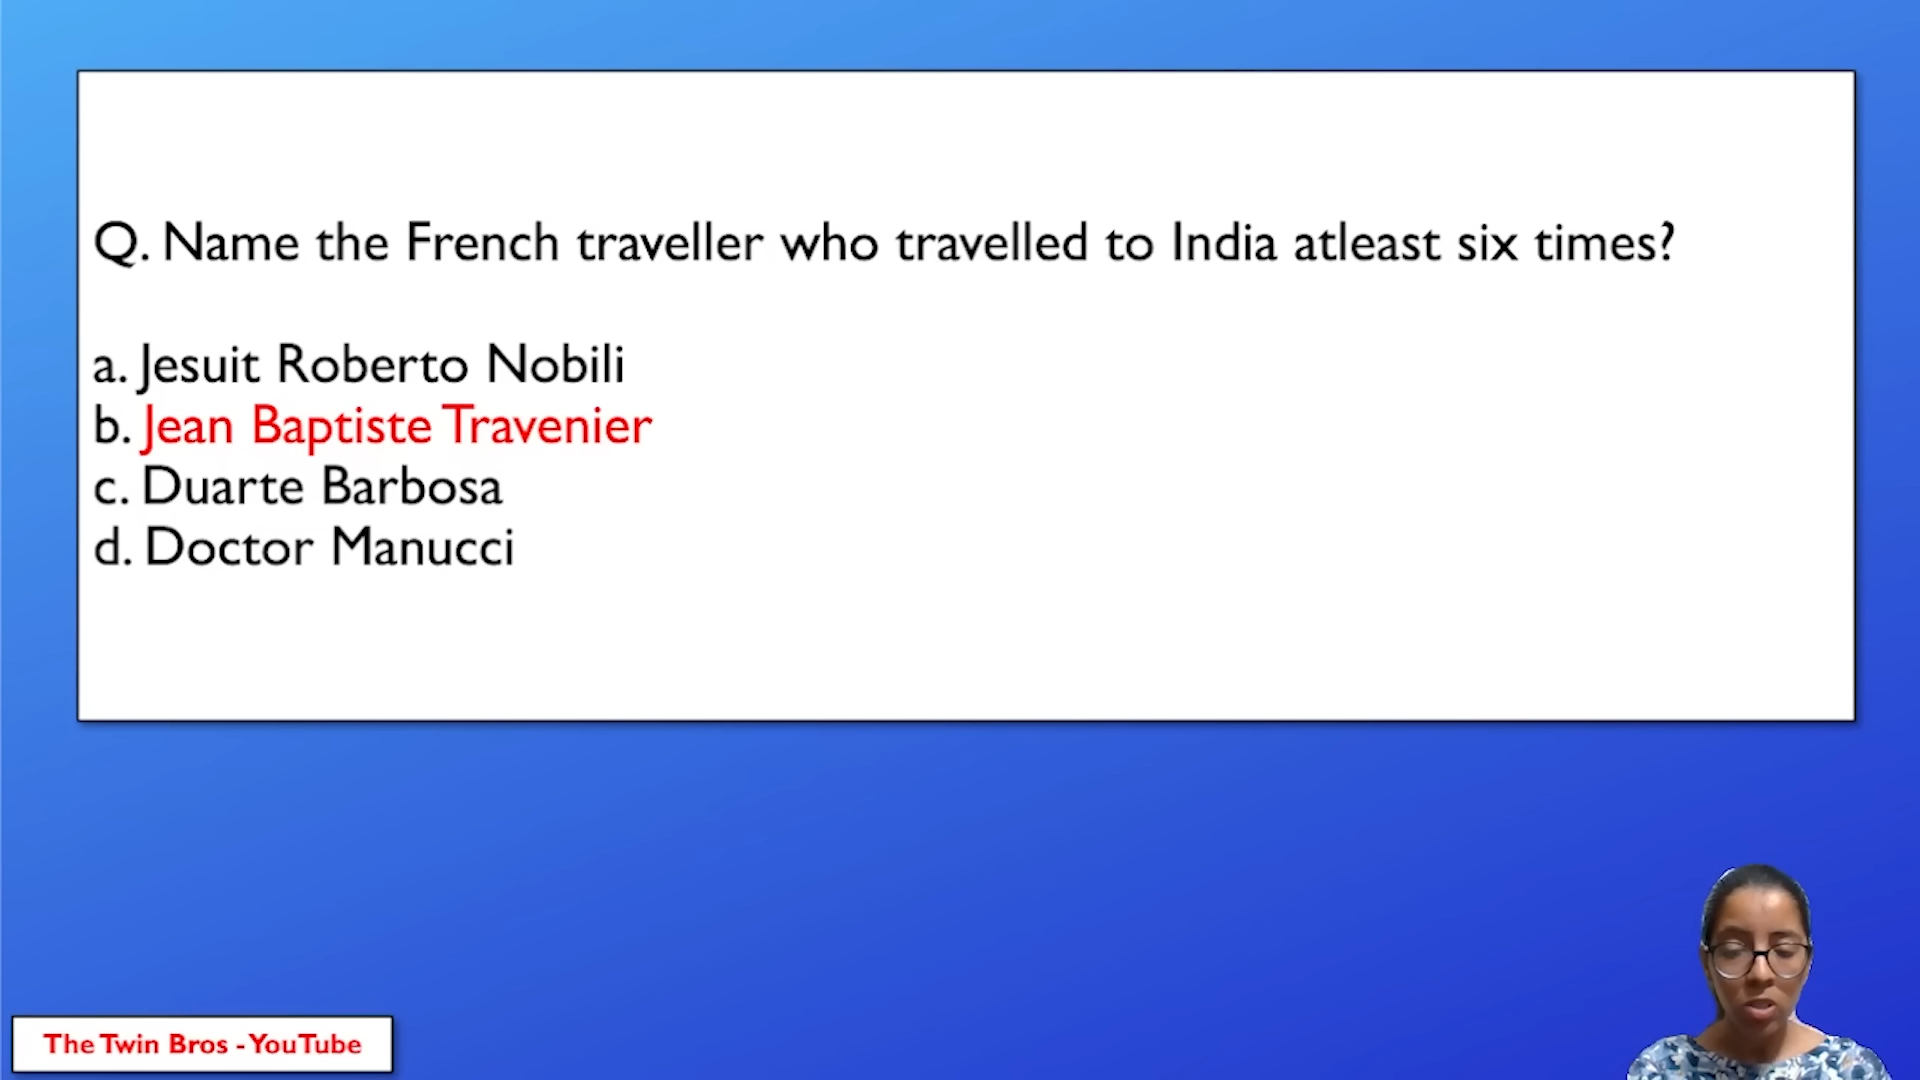 Q. Name the French traveller who travelled to India atleast six times?
a. Jesuit Roberto Nobili
b. Jean Baptiste Travenier
c. Duarte Barbosa
d. Doctor Manucci
The Twin Bros - YouTube